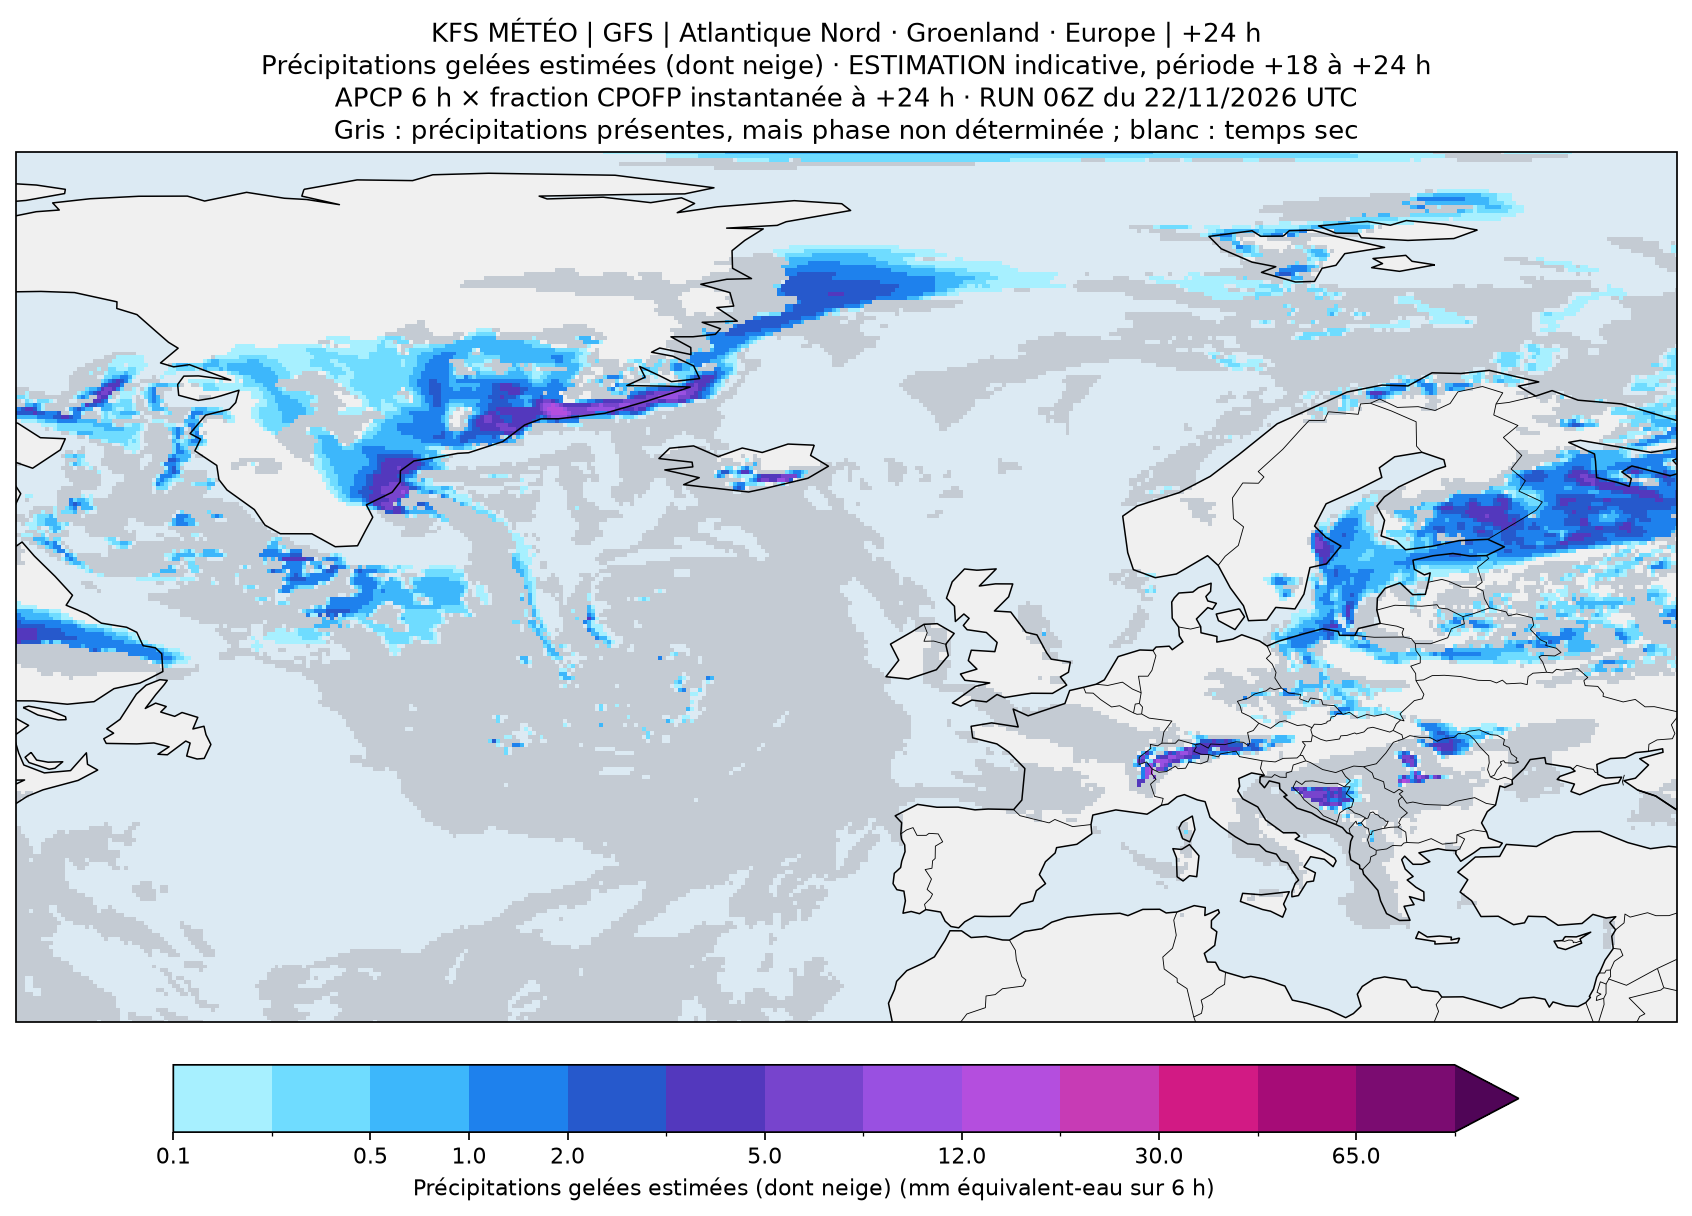 KFS MÉTÉO | GFS | Atlantique Nord · Groenland · Europe | +24 h
Précipitations gelées estimées (dont neige) · ESTIMATION indicative, période +18 à +24 h
APCP 6 h × fraction CPOFP instantanée à +24 h · RUN 06Z du 22/11/2026 UTC
Gris : précipitations présentes, mais phase non déterminée ; blanc : temps sec
0.1 0.5 1.0 2.0 5.0 12.0 30.0 65.0
Précipitations gelées estimées (dont neige) (mm équivalent-eau sur 6 h)